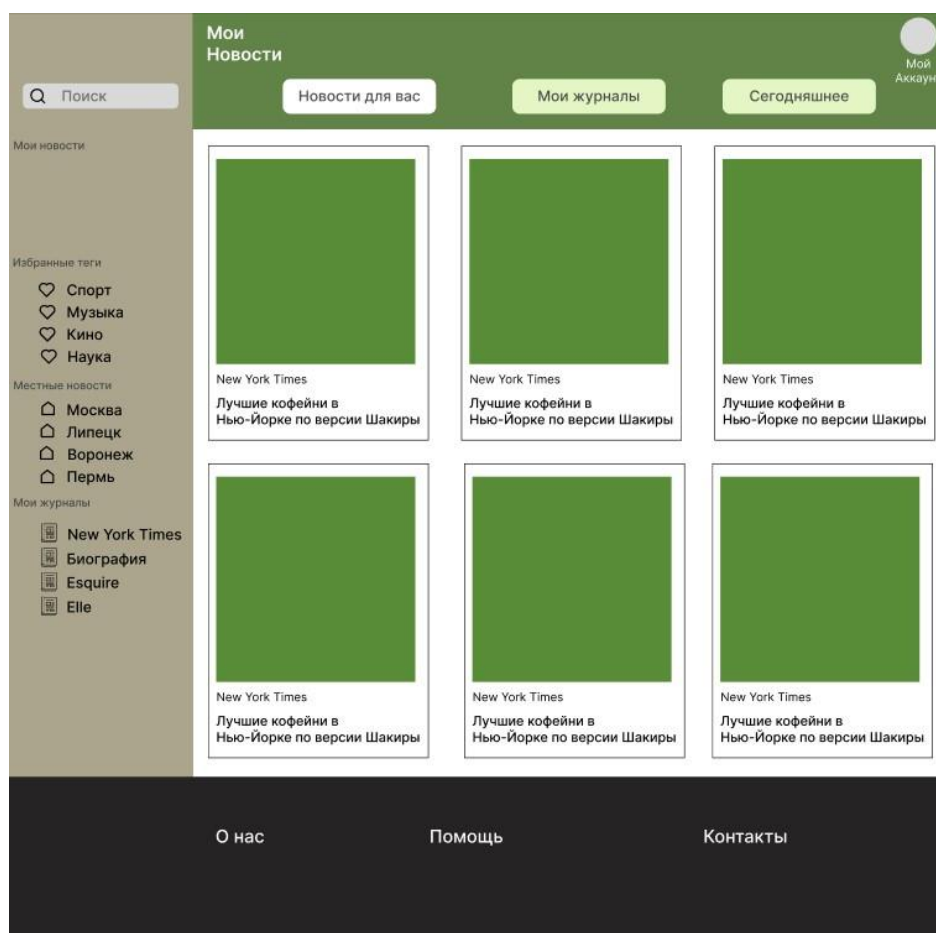 Мои
Новости
Мой
Аккаун
Поиск
Новости для вас
Мои журналы
Сегодняшнее
Мои новости
Избранные теги
Спорт
Музыка
Кино
Наука
Местные новости
Москва
Липецк
Воронеж
Пермь
Мои журналы
New York Times
Биография
Esquire
Elle
New York Times
Лучшие кофейни в
Нью-Йорке по версии Шакиры
New York Times
Лучшие кофейни в
Нью-Йорке по версии Шакиры
New York Times
Лучшие кофейни в
Нью-Йорке по версии Шакиры
New York Times
Лучшие кофейни в
Нью-Йорке по версии Шакиры
New York Times
Лучшие кофейни в
Нью-Йорке по версии Шакиры
New York Times
Лучшие кофейни в
Нью-Йорке по версии Шакиры
О нас
Помощь
Контакты